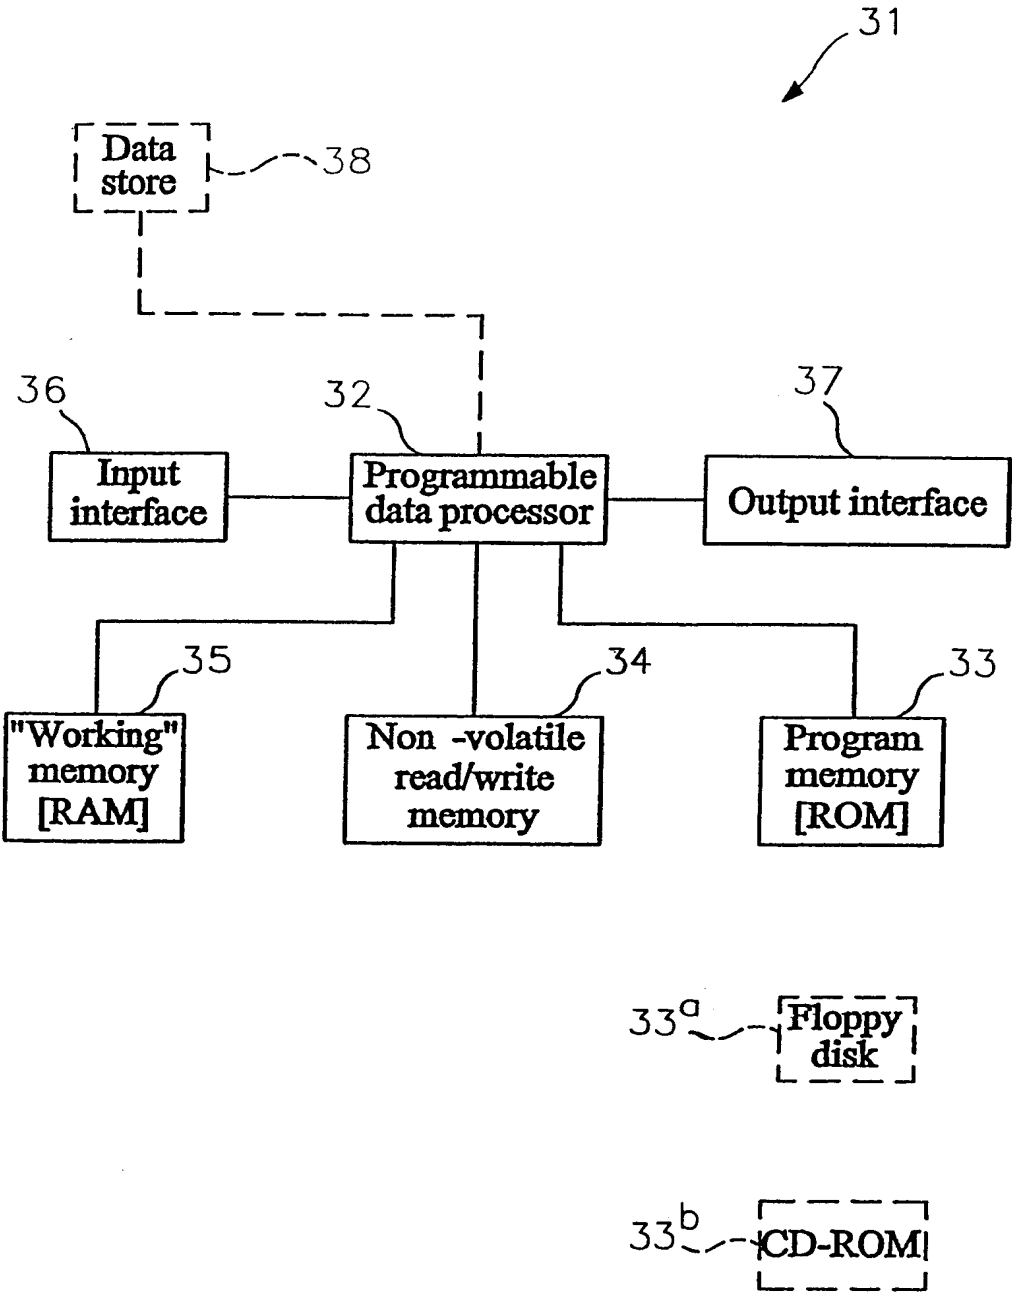 31
Data
store
38
36
32
37
Input
interface
Programmable
data processor
Output interface
35
34
33
"Working"
memory
[RAM]
Non -volatile
read/write
memory
Program
memory
[ROM]
33a
Floppy
disk
33b
CD-ROM